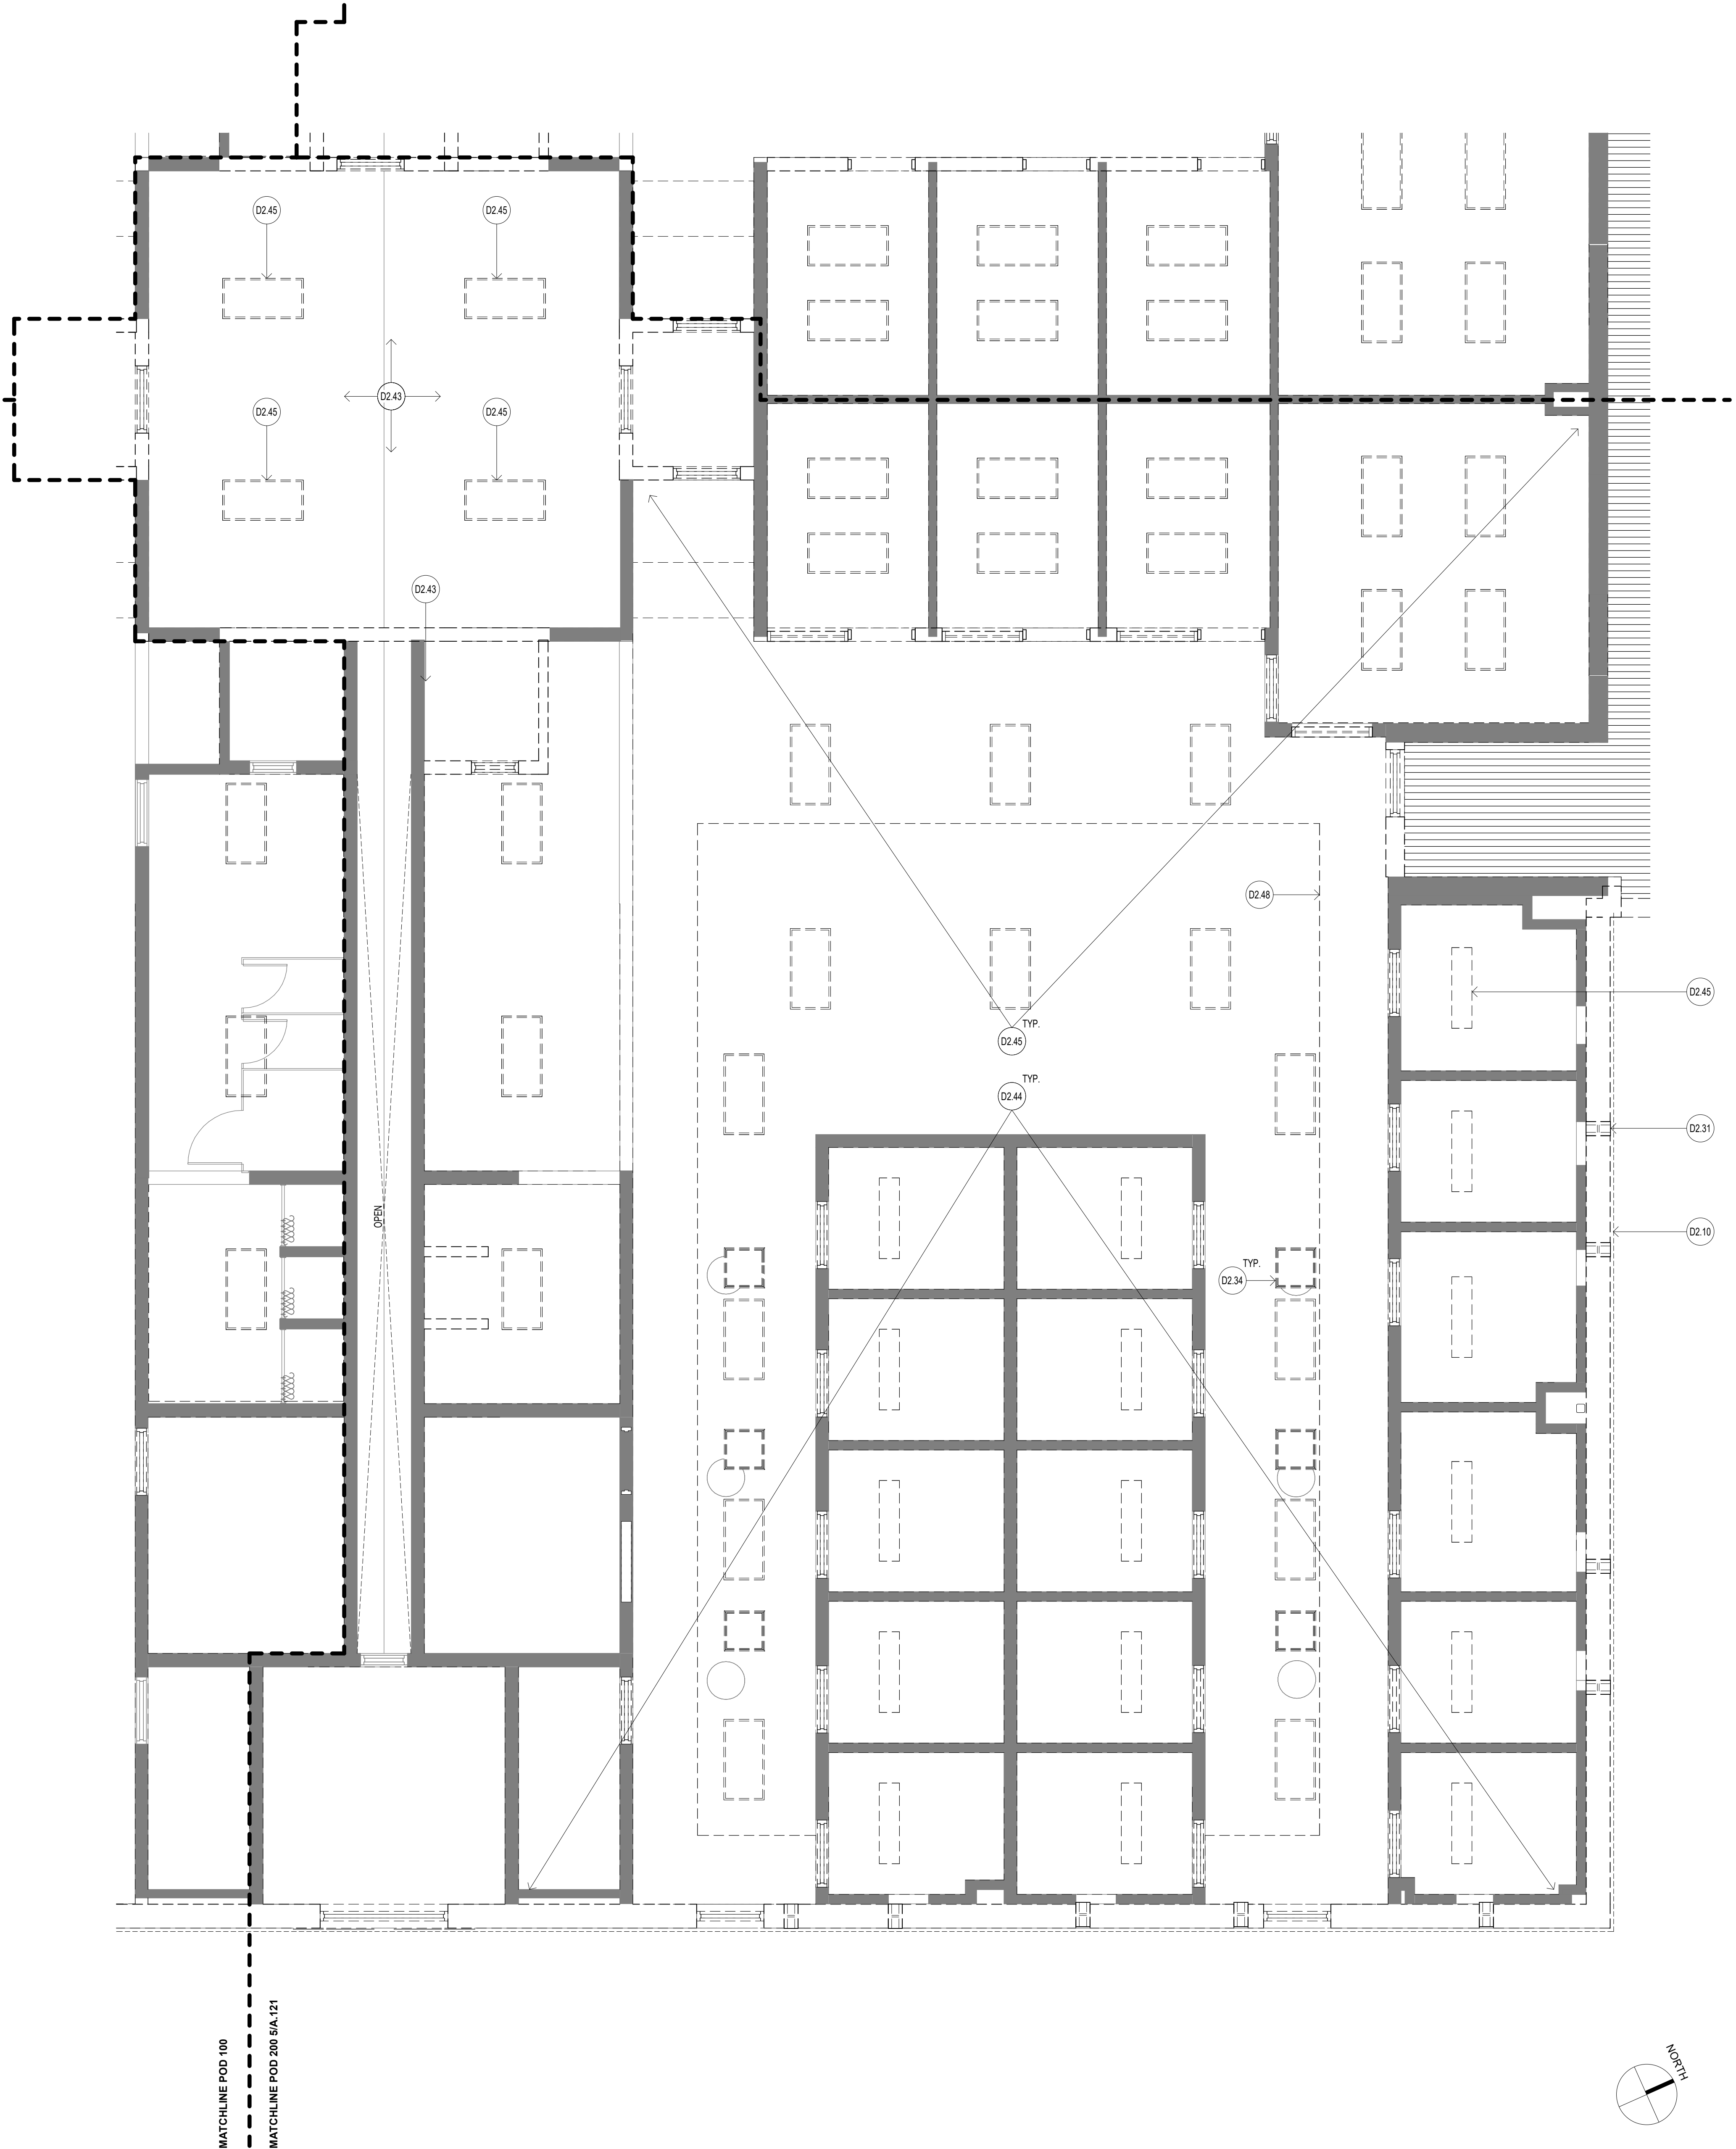 D2.45
D2.45
D2.43
D2.45
D2.45
D2.43
D2.48
D2.45
TYP.
D2.45
TYP.
D2.44
D2.31
OPEN
D2.10
TYP.
D2.34
MATCHLINE POD 100
MATCHLINE POD 200 5/A.121
NORTH